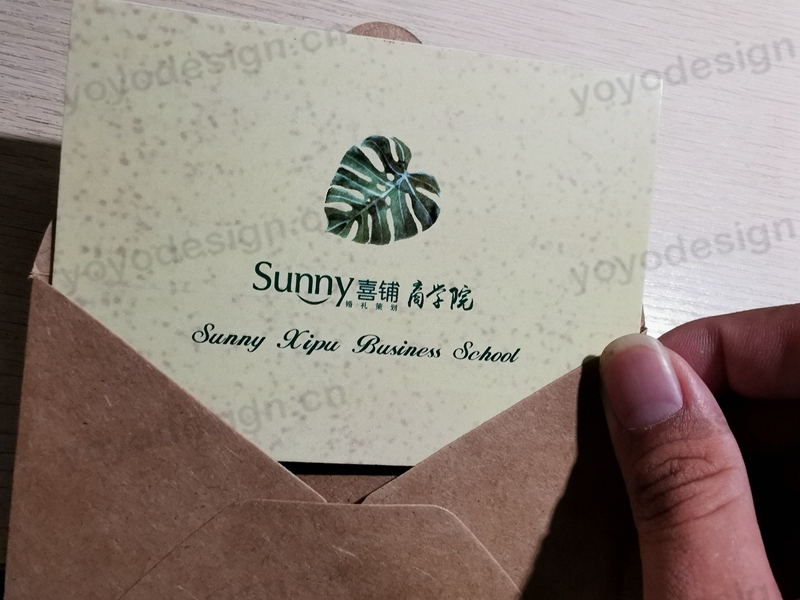 Sunny喜铺 商学院
婚礼策划
Sunny Xipu Business School
yoyodesign.cn
yoyodesign
yoyodesign.cn
yoyodesign
yoyodesign.cn